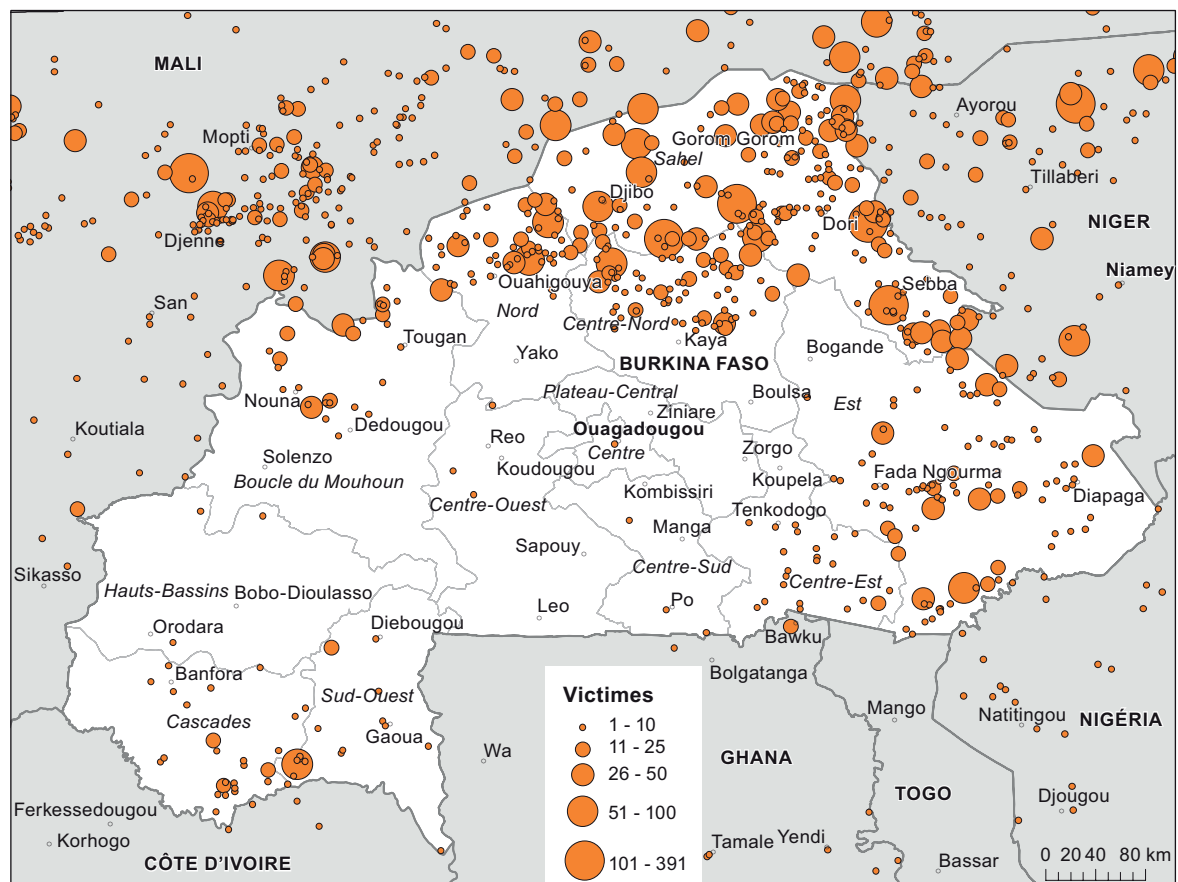 MALI
Mopti
Ayorou
Gorom Gorom
Sahel
Tillaberi
Djibo
NIGER
Dori
Djenne
Niamey
Ouahigouya
Sebba
San
Nord
Centre-Nord
Tougan
Kaya
Yako
BURKINA FASO
Bogande
Plateau-Central
Boulsa
Nouna
Ziniare
Est
Dedougou
Ouagadougou
Koutiala
Reo
Centre
Zorgo
Solenzo
Koudougou
Fada Ngourma
Boucle du Mouhoun
Kombissiri
Koupela
Diapaga
Centre-Ouest
Tenkodogo
Manga
Sapouy
Sikasso
Centre-Sud
Centre-Est
Hauts-Bassins
Bobo-Dioulasso
Leo
Po
Orodara
Diebougou
Bawku
Banfora
Bolgatanga
Sud-Ouest
Mango
Natitingou
NIGÉRIA
Cascades
Gaoua
Wa
GHANA
TOGO
Djougou
Ferkessedougou
Korhogo
Tamale
Yendi
CÔTE D'IVOIRE
Bassar
Victimes
1 - 10
11 - 25
26 - 50
51 - 100
101 - 391
0 20 40 80 km